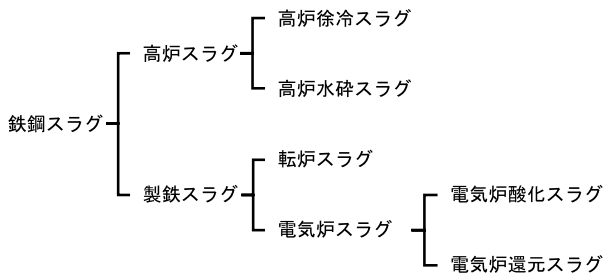 鉄鋼スラグ
高炉スラグ
高炉徐冷スラグ
高炉水砕スラグ
製鉄スラグ
転炉スラグ
電気炉スラグ
電気炉酸化スラグ
電気炉還元スラグ